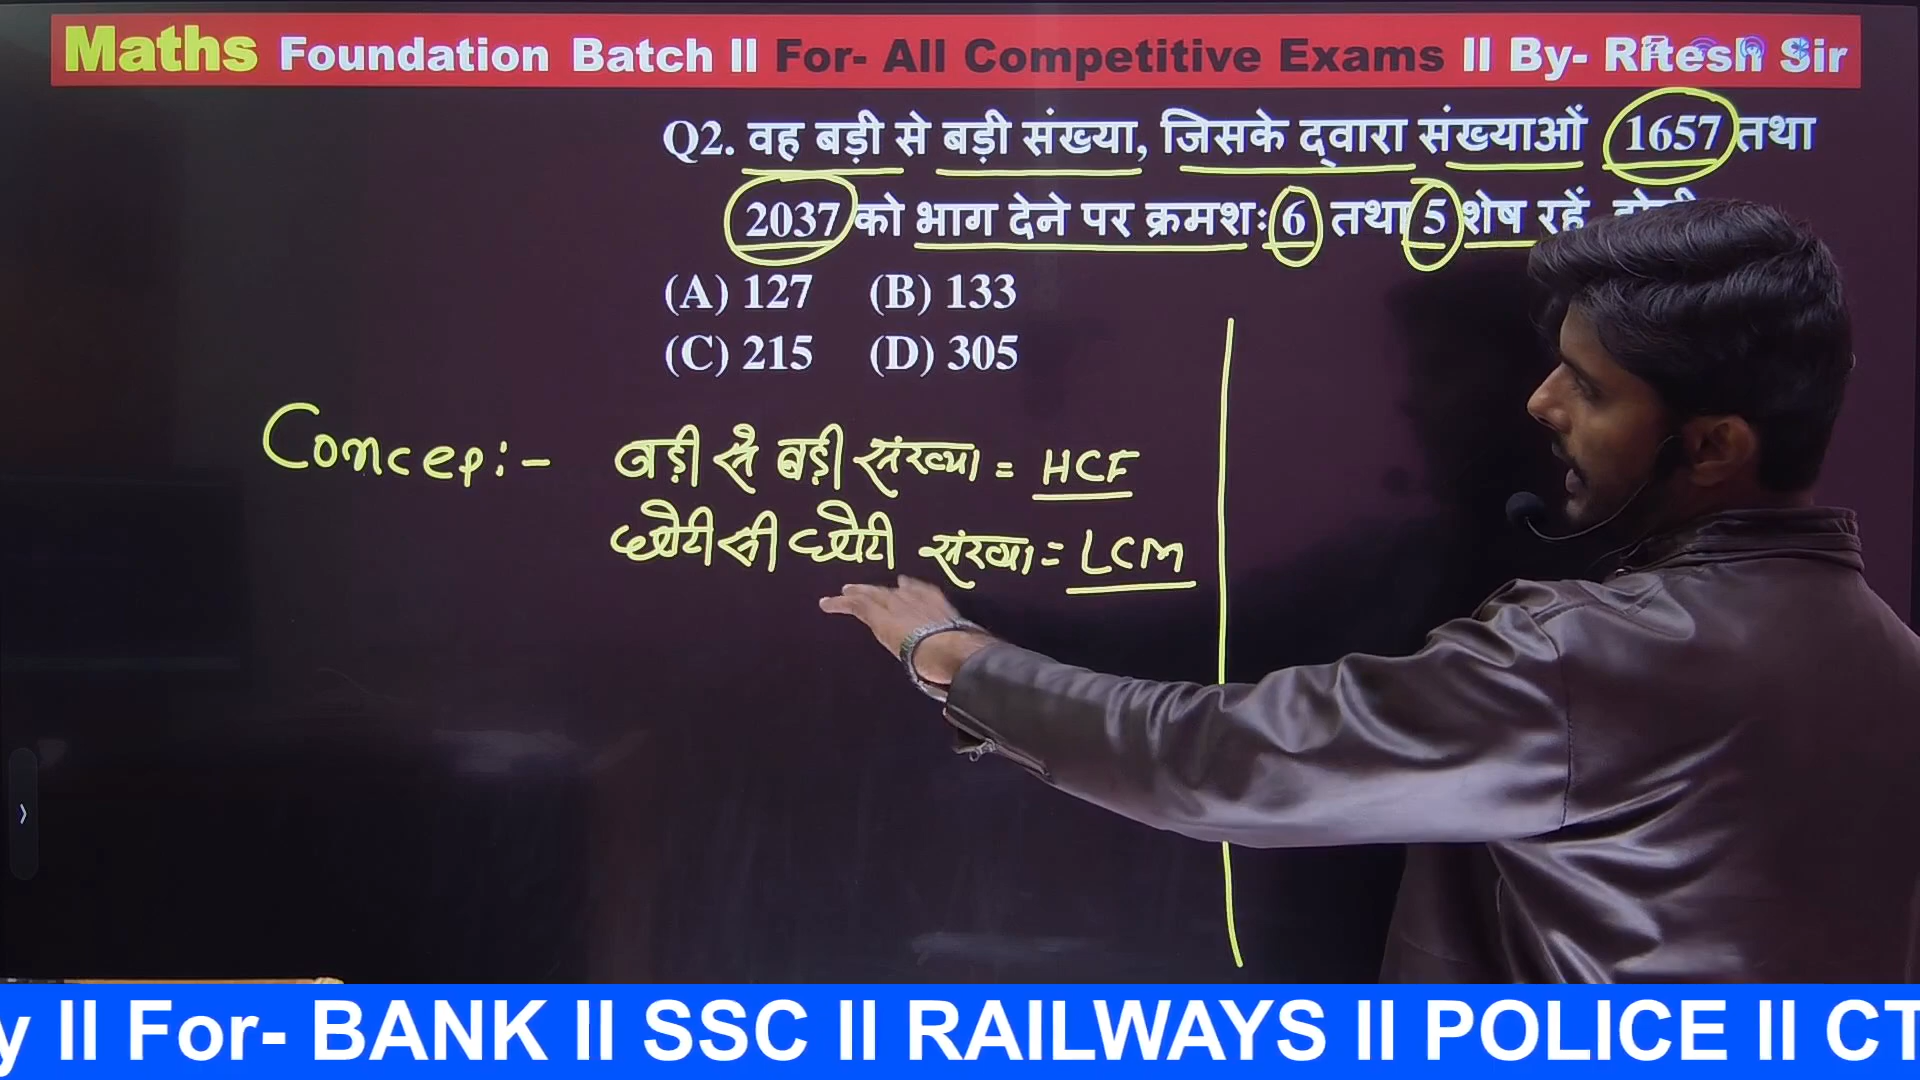 Maths Foundation Batch II For- All Competitive Exams II By- Ritesh Sir
Q2. वह बड़ी से बड़ी संख्या, जिसके द्वारा संख्याओं 1657 तथा
2037 को भाग देने पर क्रमशः 6 तथा 5 शेष रहें,
(A) 127 (B) 133
(C) 215 (D) 305
Concep:- बड़ी से बड़ी संख्या = HCF
छोटी सी छोटी संख्या = LCM
y II For- BANK II SSC II RAILWAYS II POLICE II CT